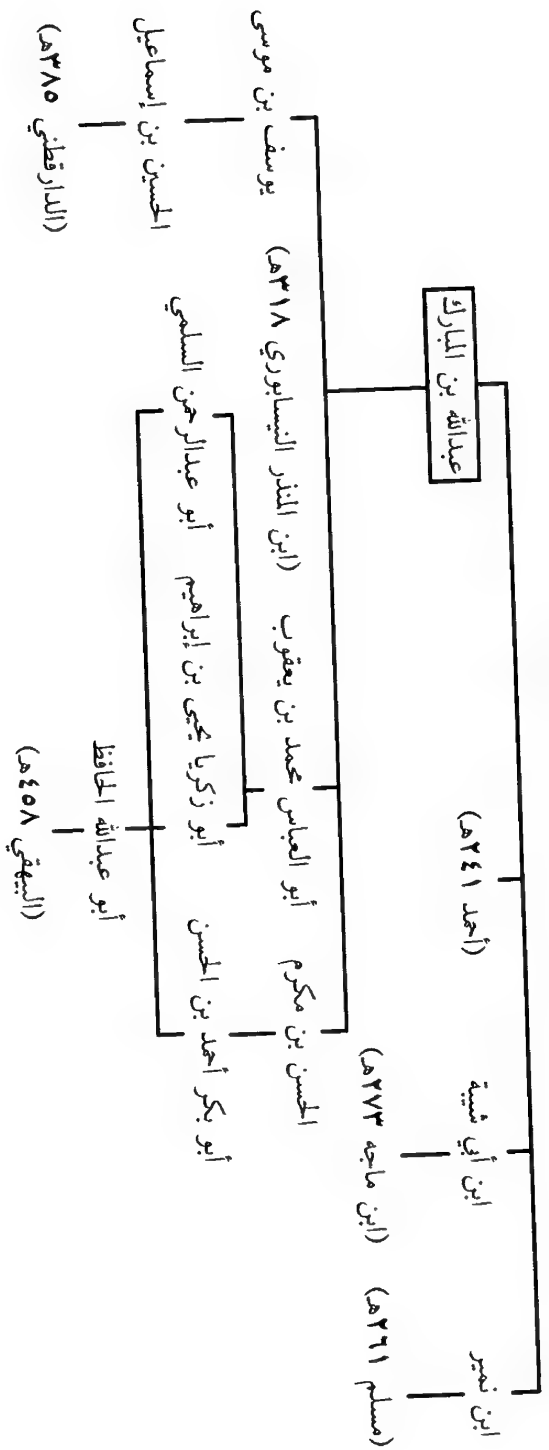 ابن نمير
(مسلم ٢٦١هـ)
ابن أبي شيبة
(ابن ماجه ٢٧٣هـ)
(أحمد ٢٤١هـ)
عبدالله بن المبارك
الحسن بن مكرم
أبو العباس محمد بن يعقوب
(ابن المنذر النيسابوري ٣١٨هـ)
يوسف بن موسى
أبو بكر أحمد بن الحسن
أبو زكريا يحيى بن إبراهيم
أبو عبدالرحمن السلمي
الحسين بن إسماعيل
أبو عبدالله الحافظ
(البيهقي ٤٥٨هـ)
(الدارقطني ٣٨٥هـ)